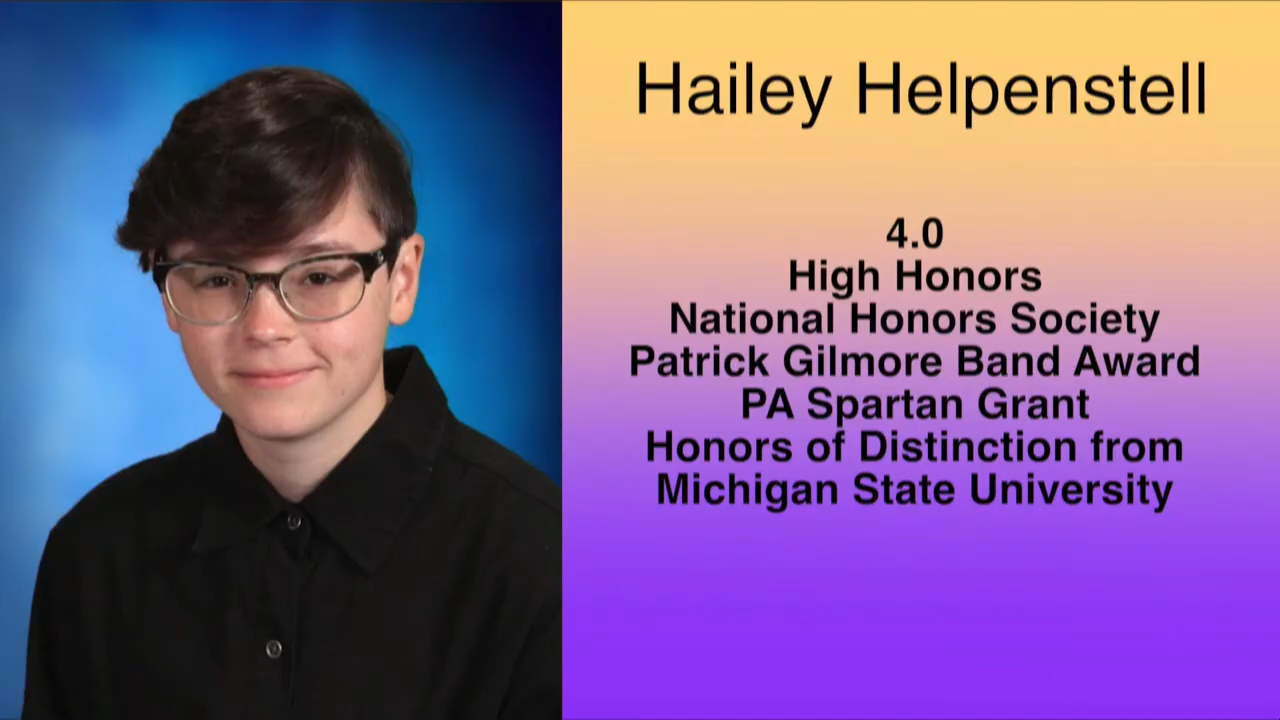 Hailey Helpenstell
4.0
High Honors
National Honors Society
Patrick Gilmore Band Award
PA Spartan Grant
Honors of Distinction from
Michigan State University